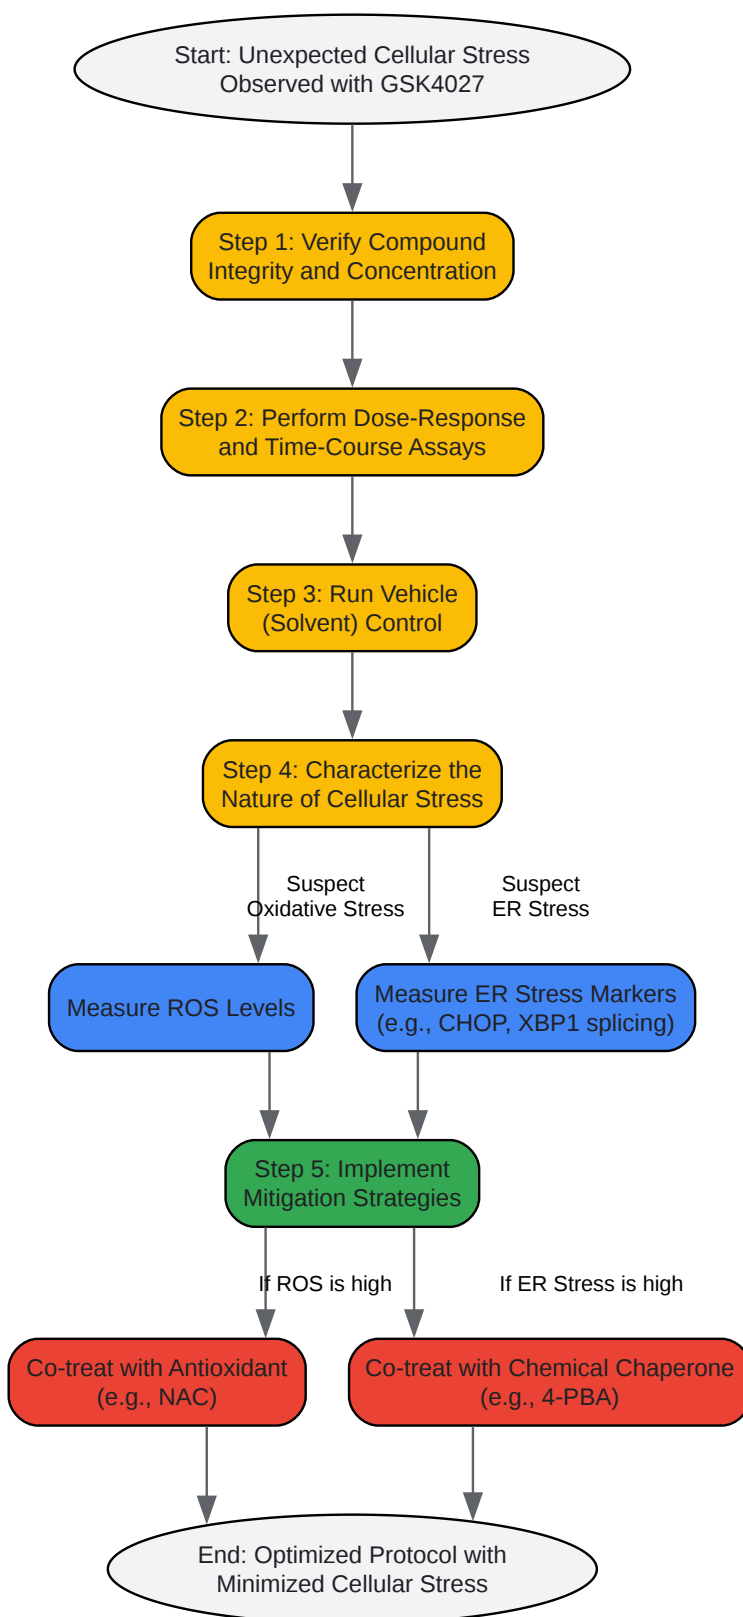 Start: Unexpected Cellular Stress
Observed with GSK4027
Step 1: Verify Compound
Integrity and Concentration
Step 2: Perform Dose-Response
and Time-Course Assays
Step 3: Run Vehicle
(Solvent) Control
Step 4: Characterize the
Nature of Cellular Stress
Suspect
Oxidative Stress
Suspect
ER Stress
Measure ROS Levels
Measure ER Stress Markers
(e.g., CHOP, XBP1 splicing)
Step 5: Implement
Mitigation Strategies
If ROS is high
If ER Stress is high
Co-treat with Antioxidant
(e.g., NAC)
Co-treat with Chemical Chaperone
(e.g., 4-PBA)
End: Optimized Protocol with
Minimized Cellular Stress